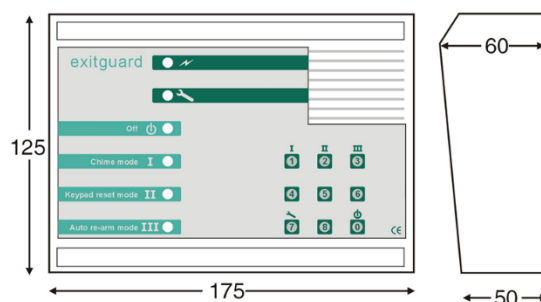 60
exitguard
Off
125
I II III
Chime mode I
1 2 3
Keypad reset mode II
4 5 6
Auto re-arm mode III
7 8 0
CE
175
50